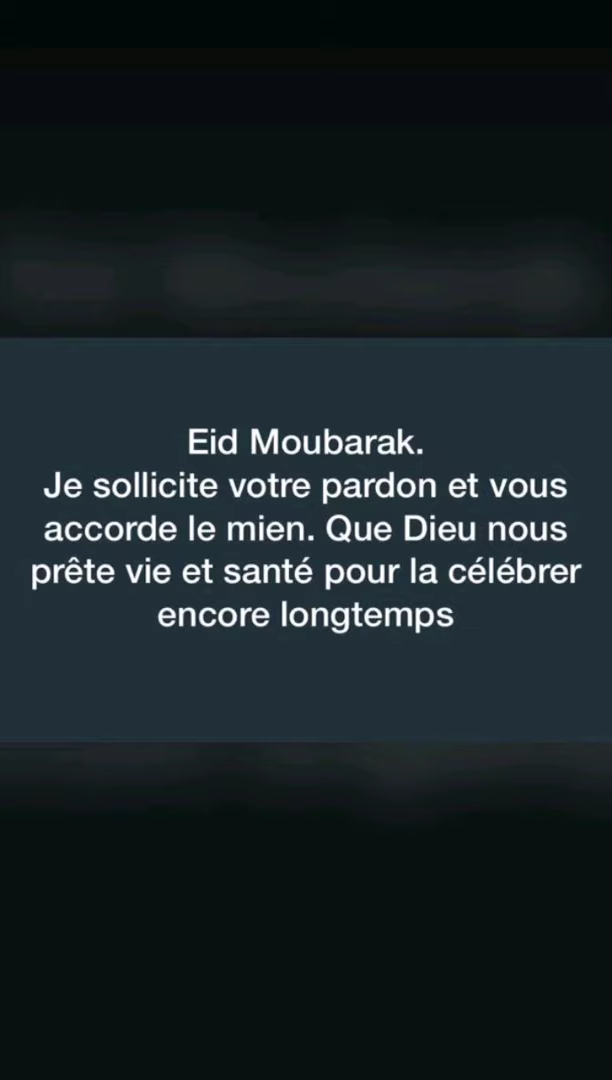 Eid Moubarak.
Je sollicite votre pardon et vous
accorde le mien. Que Dieu nous
prête vie et santé pour la célébrer
encore longtemps